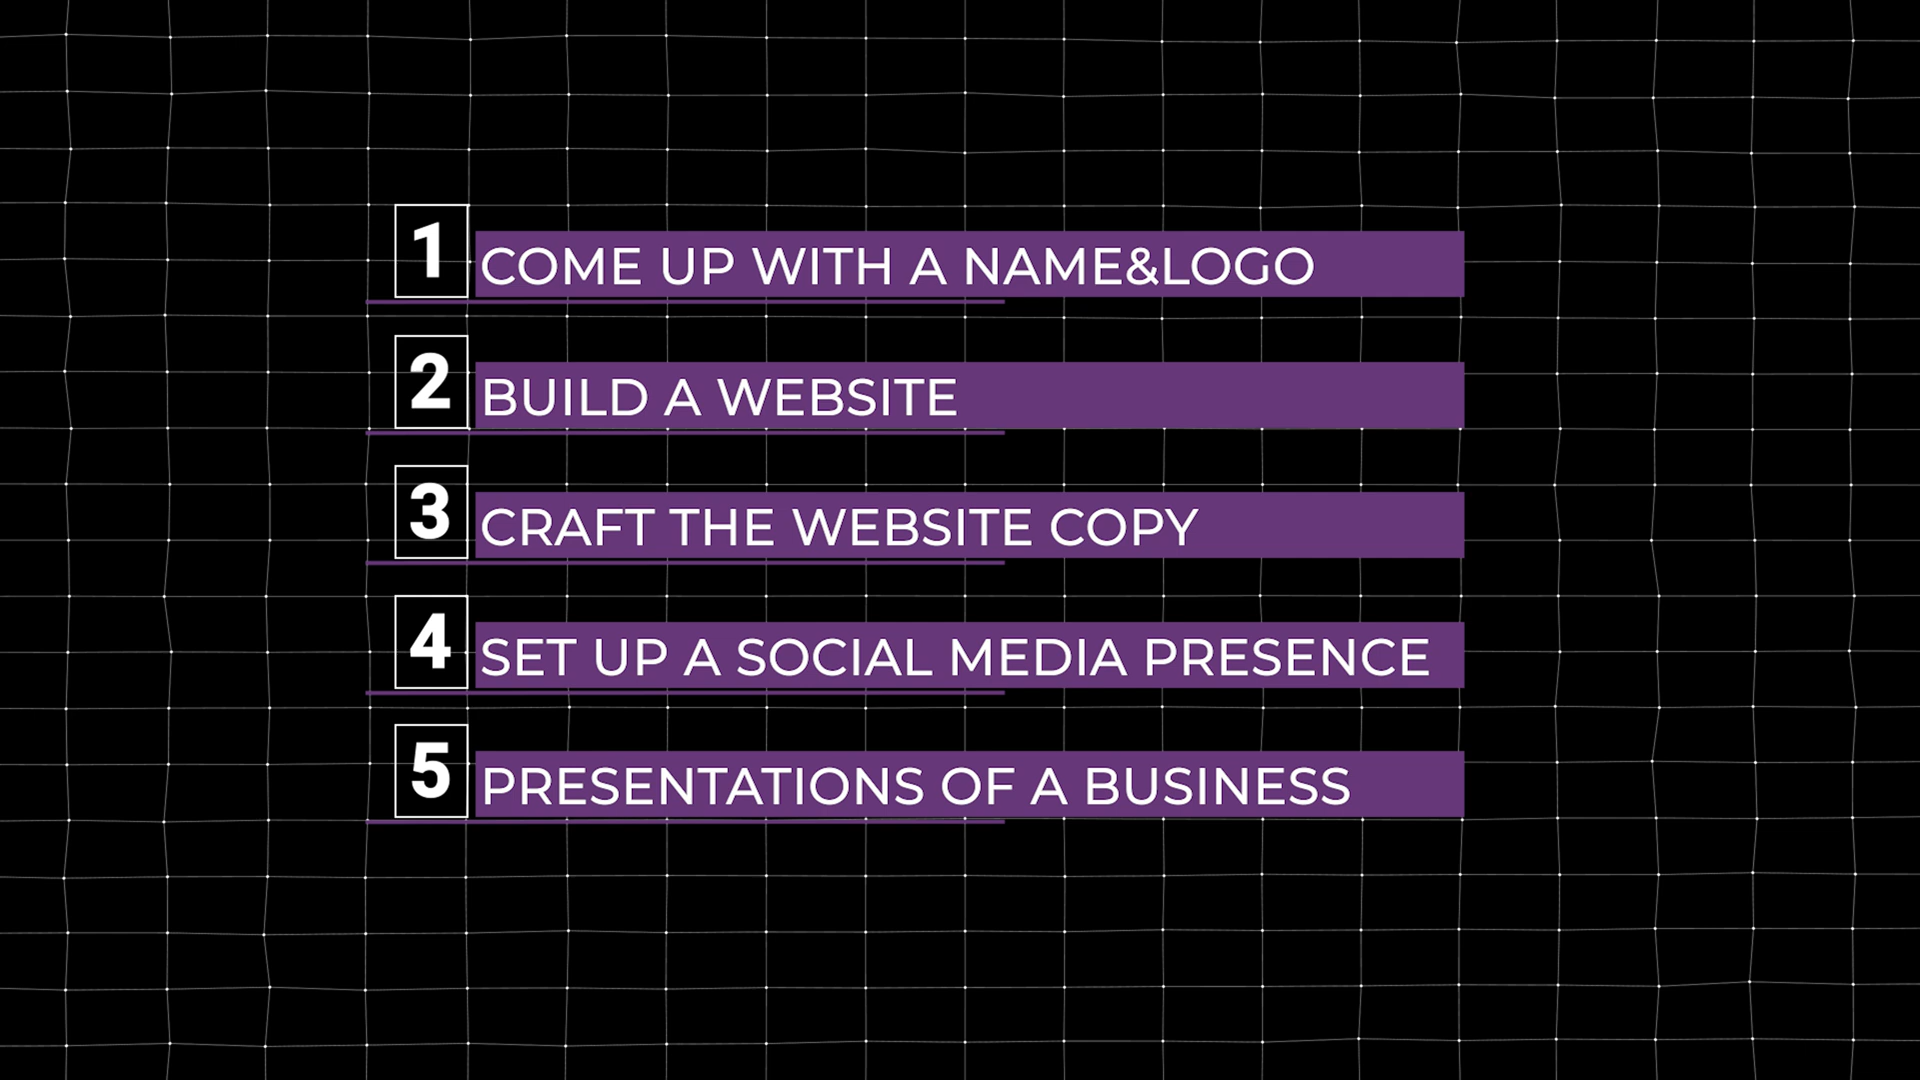 1 COME UP WITH A NAME&LOGO
2 BUILD A WEBSITE
3 CRAFT THE WEBSITE COPY
4 SET UP A SOCIAL MEDIA PRESENCE
5 PRESENTATIONS OF A BUSINESS